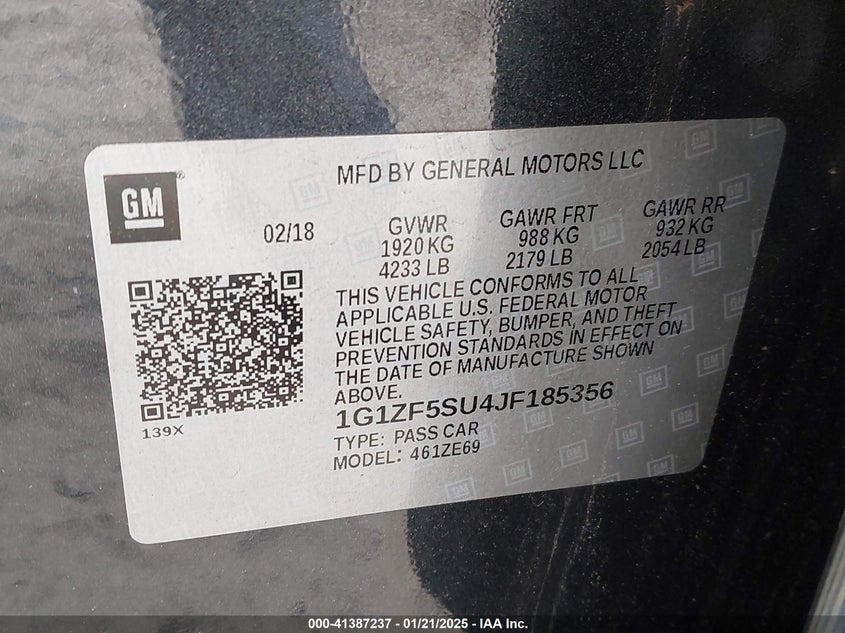 MFD BY GENERAL MOTORS LLC
GM
02/18
GVWR
1920 KG
4233 LB
GAWR FRT
988 KG
2179 LB
GAWR RR
932 KG
2054 LB
THIS VEHICLE CONFORMS TO ALL
APPLICABLE U.S. FEDERAL MOTOR
VEHICLE SAFETY, BUMPER, AND THEFT
PREVENTION STANDARDS IN EFFECT ON
THE DATE OF MANUFACTURE SHOWN
ABOVE.
139X
1G1ZF5SU4JF185356
TYPE: PASS CAR
MODEL: 461ZE69
000-41387237 - 01/21/2025 - IAA Inc.